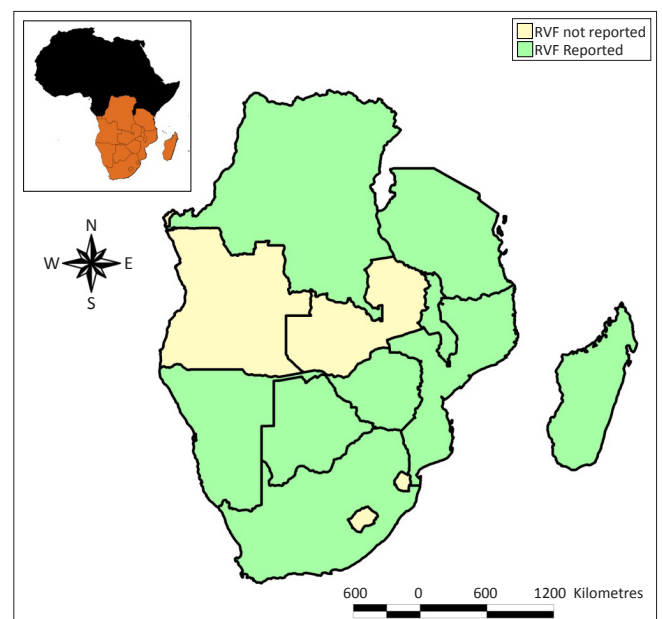 RVF not reported
RVF Reported
N
W E
S
600 0 600 1200 Kilometres